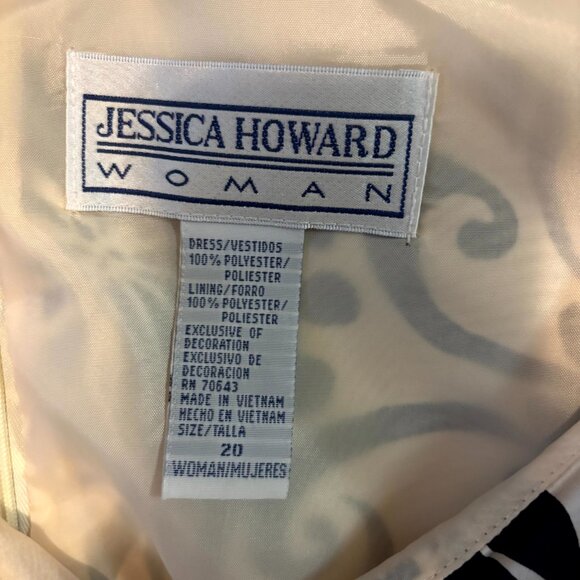 JESSICA HOWARD
WOMAN
DRESS/VESTIDOS
100% POLYESTER/
POLIESTER
LINING/FORRO
100% POLYESTER/
POLIESTER
EXCLUSIVE OF
DECORATION
EXCLUSIVO DE
DECORACION
RN 70643
MADE IN VIETNAM
HECHO EN VIETNAM
SIZE/TALLA
20
WOMAN/MUJERES